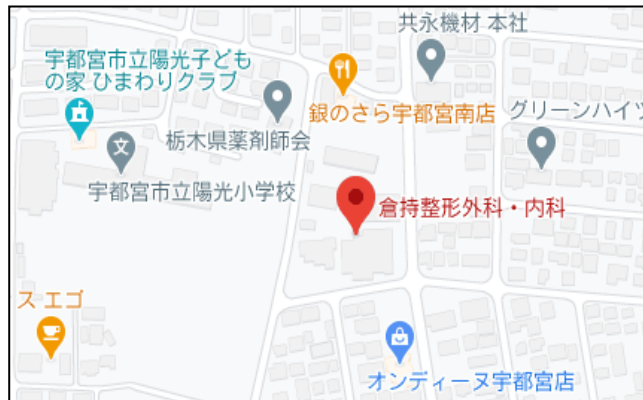 共永機材 本社
宇都宮市立陽光子ども
の家 ひまわりクラブ
銀のさら宇都宮南店
グリーンハイツ
栃木県薬剤師会
文
宇都宮市立陽光小学校
倉持整形外科・内科
ス エゴ
オンディーヌ宇都宮店